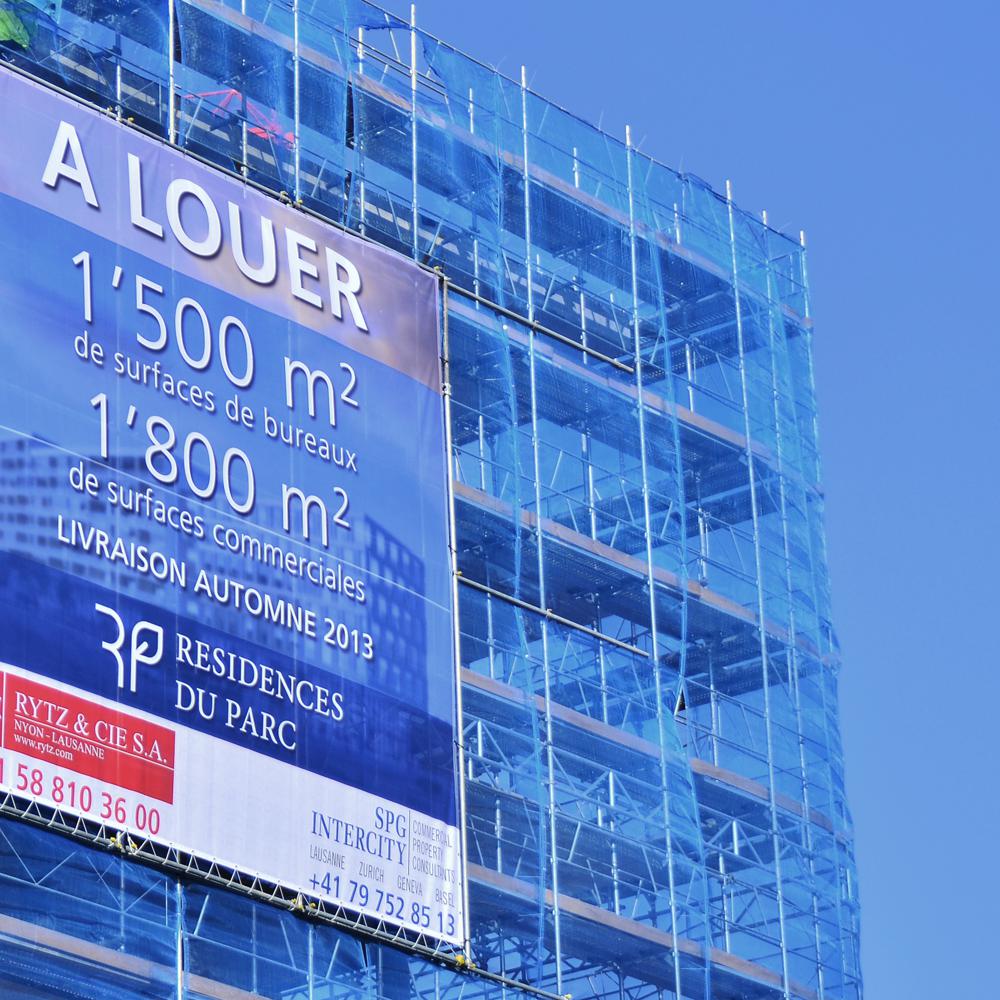 A LOUER
1'500 m²
de surfaces de bureaux
1'800 m²
de surfaces commerciales
LIVRAISON AUTOMNE 2013
RP RESIDENCES
DU PARC
RYTZ & CIE S.A.
NYON - LAUSANNE
www.rytz.com
58 810 36 00
SPG
INTERCITY
COMMERCIAL
PROPERTY
CONSULTANTS
LAUSANNE ZURICH GENEVA BASEL
+41 79 752 85 13